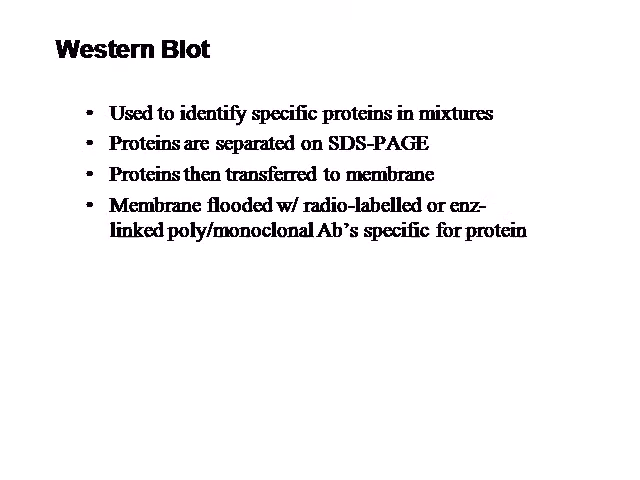 Western Blot
• Used to identify specific proteins in mixtures
• Proteins are separated on SDS-PAGE
• Proteins then transferred to membrane
• Membrane flooded w/ radio-labelled or enz-
linked poly/monoclonal Ab's specific for protein